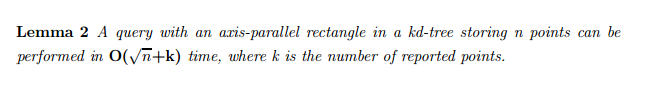 Lemma 2 A query with an axis-parallel rectangle in a kd-tree storing n points can be
performed in O(√n+k) time, where k is the number of reported points.